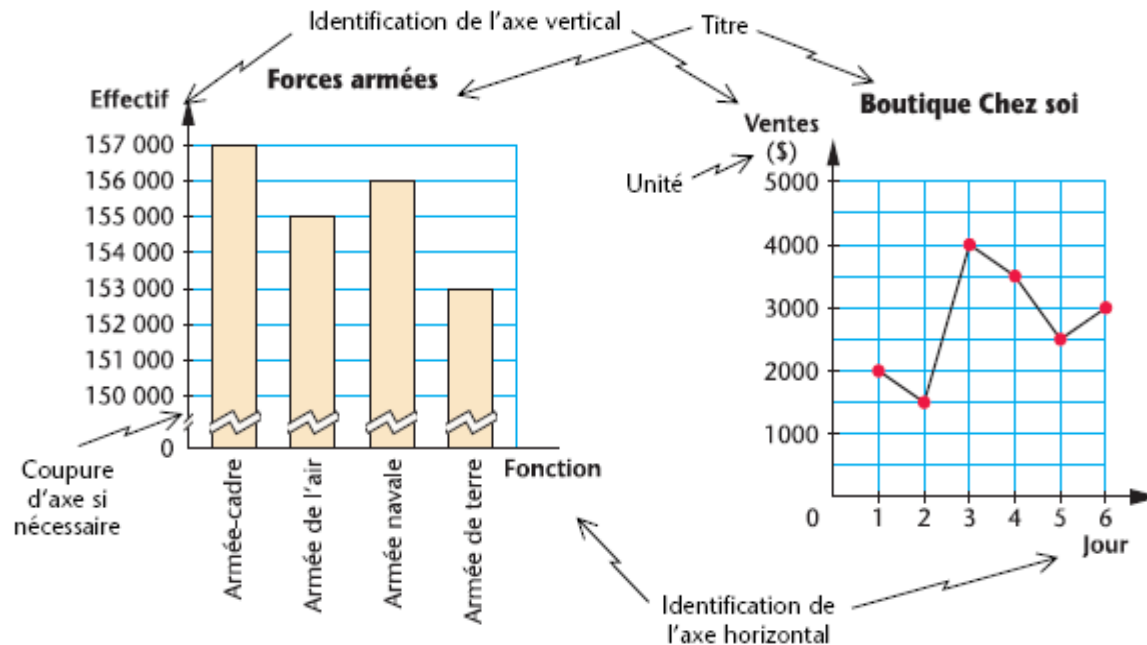 Identification de l'axe vertical
Titre
Forces armées
Effectif
157 000
156 000
155 000
154 000
153 000
152 000
151 000
150 000
0
Armée-cadre
Armée de l'air
Armée navale
Armée de terre
Fonction
Coupure
d'axe si
nécessaire
Boutique Chez soi
Ventes
($)
Unité
5000
4000
3000
2000
1000
0
1 2 3 4 5 6
Jour
Identification de
l'axe horizontal